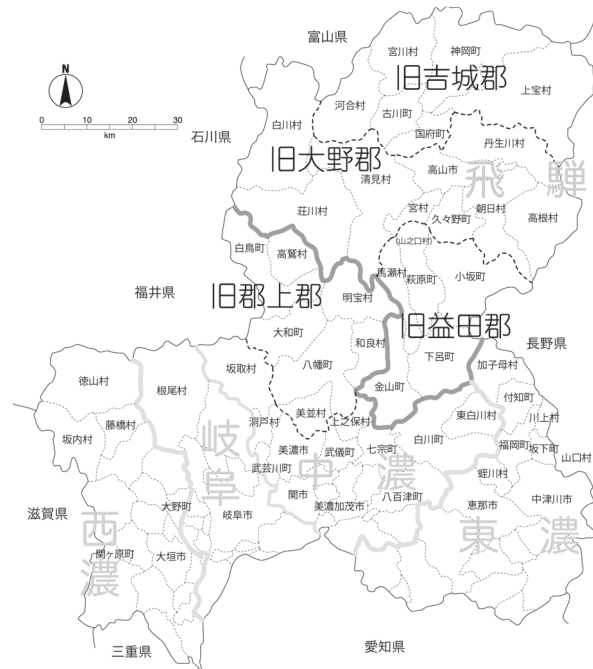 富山県
宮川村
神岡町
旧吉城郡
上宝村
N
0 10 20 30
km
河合村
古川町
白川村
石川県
国府町
丹生川村
旧大野郡
高山市
清見村
飛騨
荘川村
宮村
久々野町
朝日村
高根村
白鳥町
高鷲村
(山之口村)
馬瀬村
萩原町
小坂町
福井県
旧郡上郡
明宝村
旧益田郡
大和町
和良村
長野県
下呂町
加子母村
坂取村
八幡町
徳山村
根尾村
金山町
付知町
藤橋村
美並村
東白川村
川上村
坂内村
洞戸村
上之保村
岐阜
白川町
福岡町
坂下町
美濃市
武儀町
七宗町
山口村
武芸川町
中濃
蛭川村
関市
八百津町
中津川市
大野町
美濃加茂市
恵那市
滋賀県
岐阜市
西濃
東濃
関ヶ原町
大垣市
三重県
愛知県